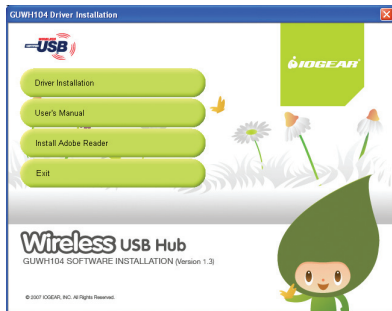 GUWH104 Driver Installation
USB
IOGEAR
Driver Installation
User's Manual
Install Adobe Reader
Exit
Wireless USB Hub
GUWH104 SOFTWARE INSTALLATION (Version 1.3)
© 2007 IOGEAR, INC. All Rights Reserved.